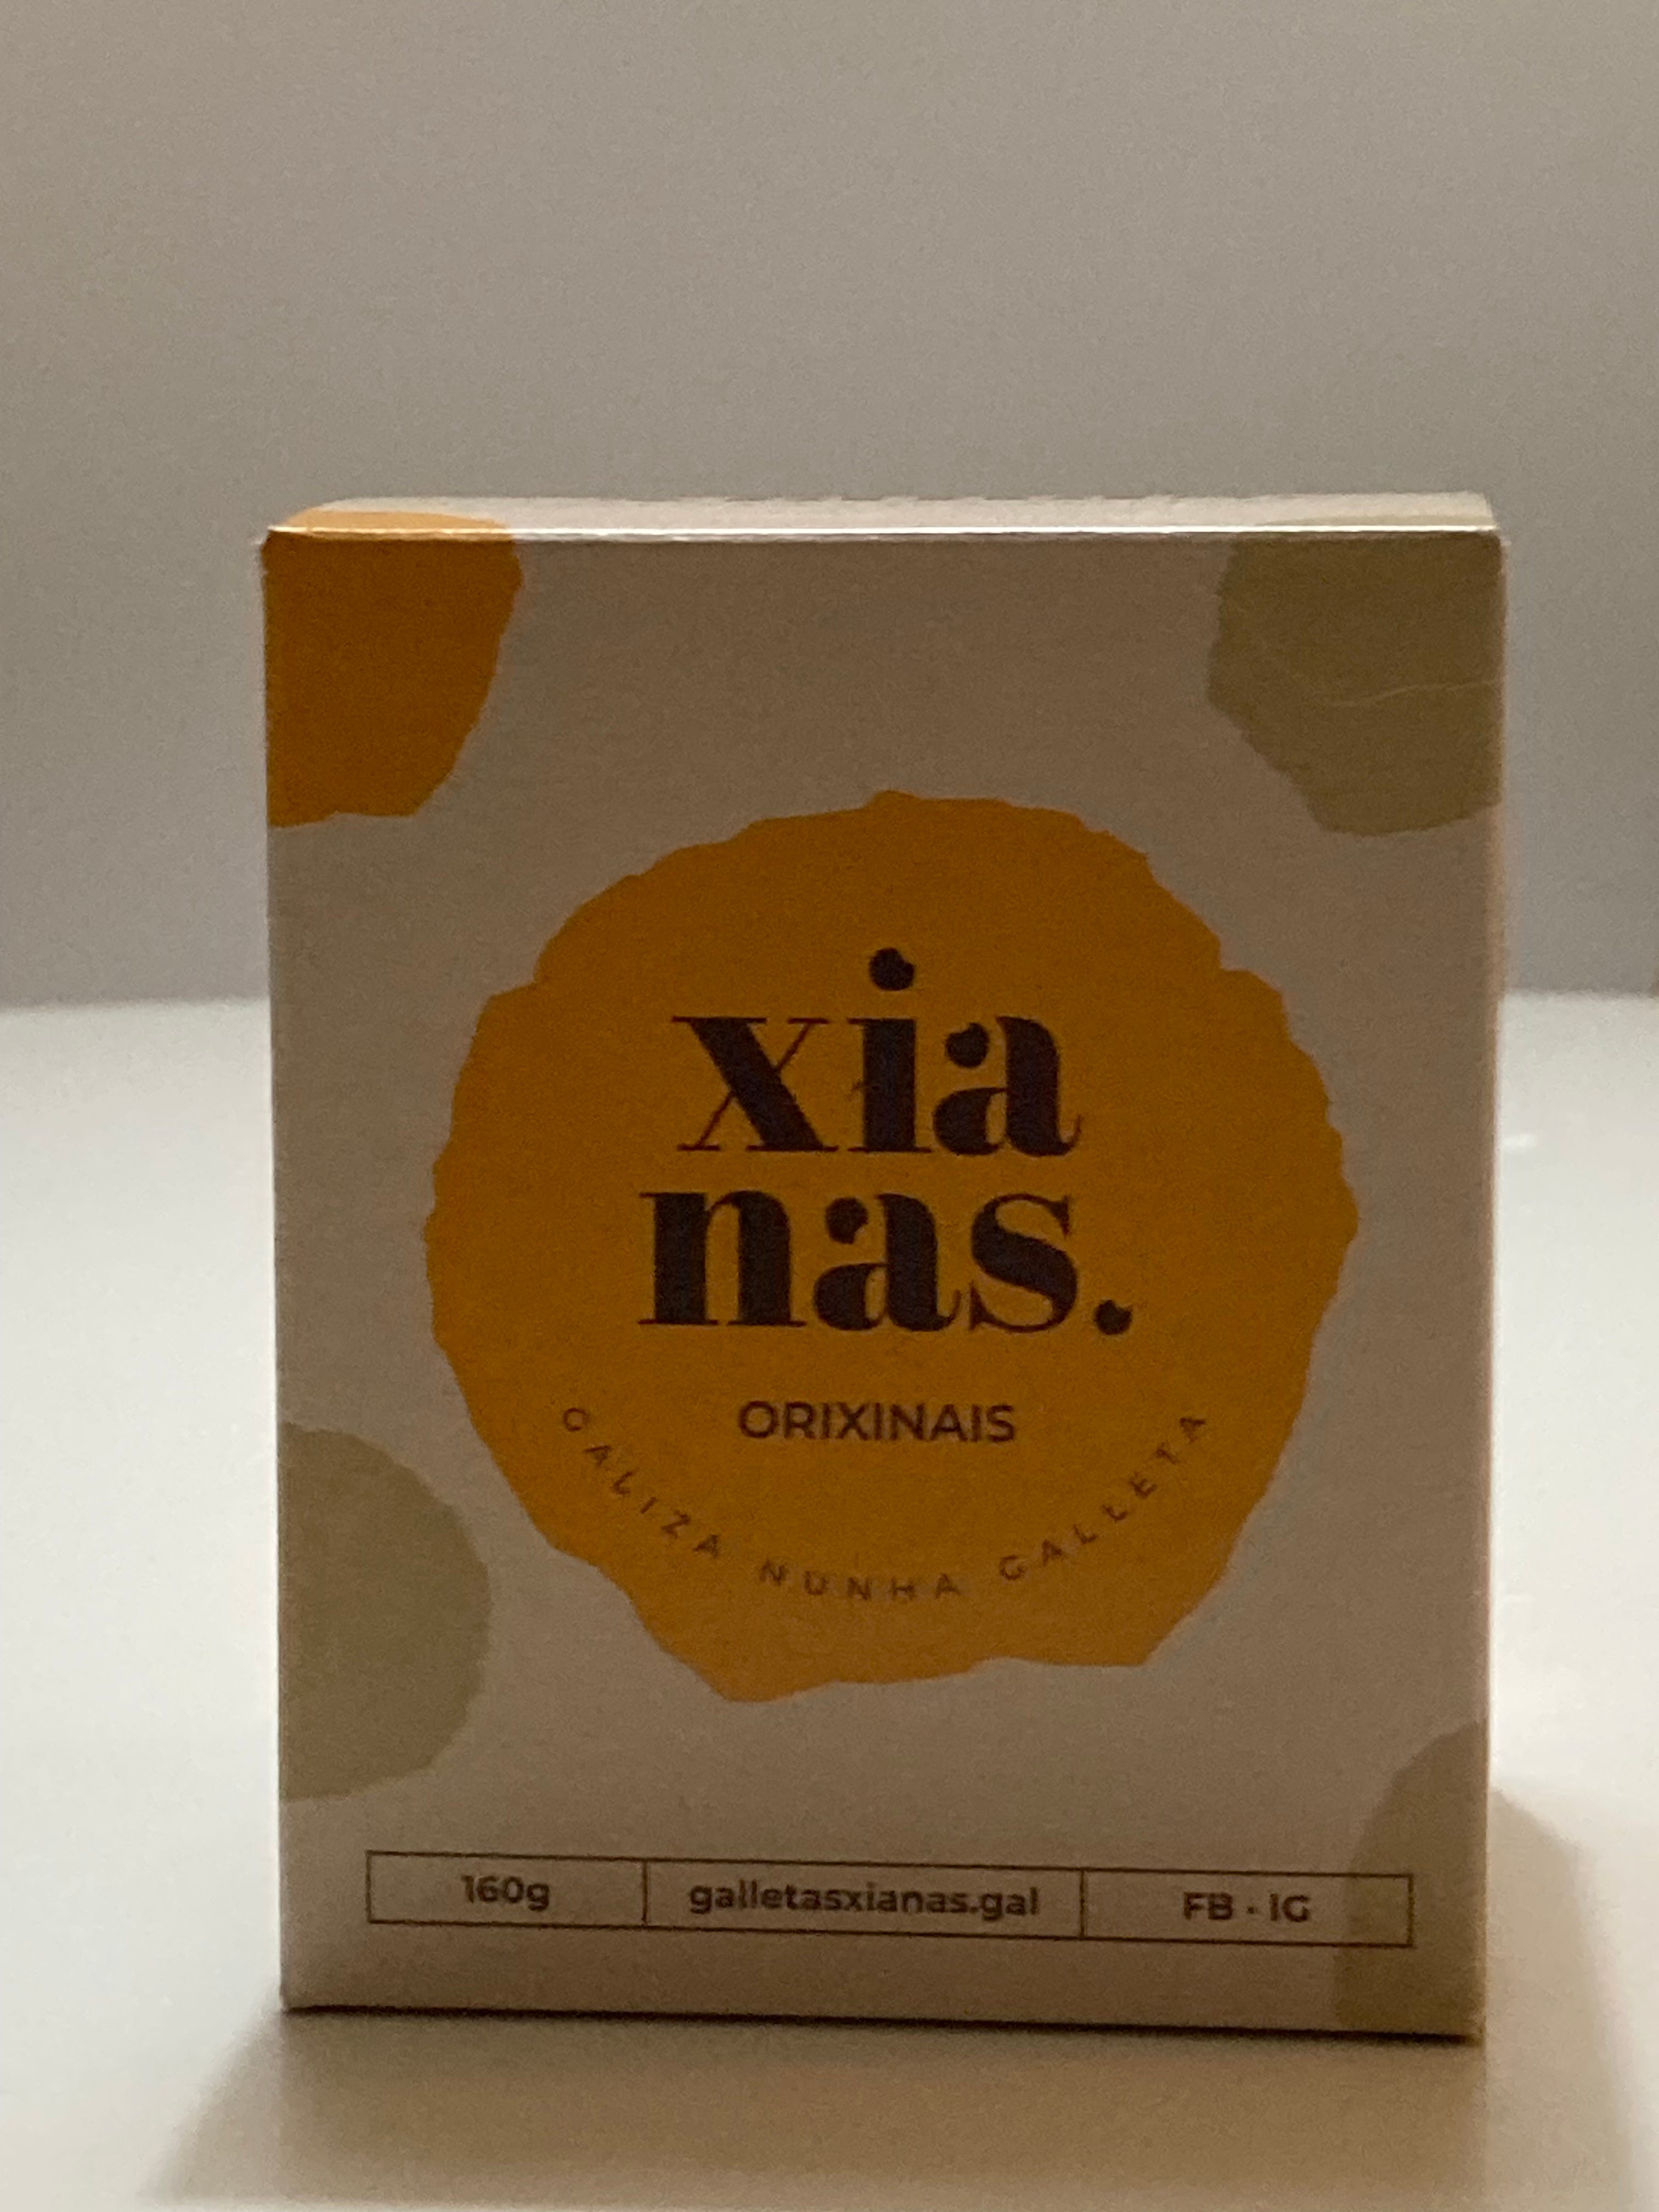 xia
nas.
ORIXINAIS
GALIZA NUNHA GALLETA
160g
galletasxianas.gal
FB · IG